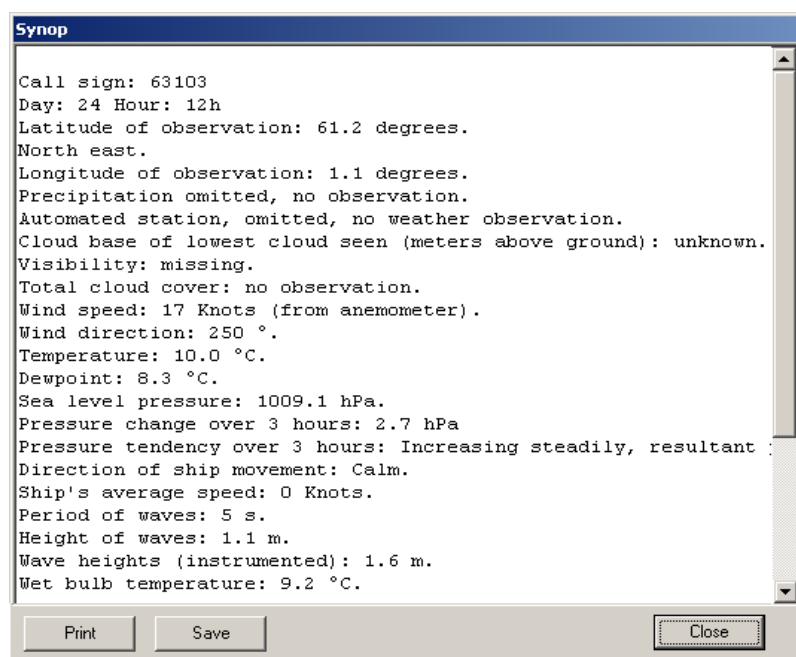 Synop
Call sign: 63103
Day: 24 Hour: 12h
Latitude of observation: 61.2 degrees.
North east.
Longitude of observation: 1.1 degrees.
Precipitation omitted, no observation.
Automated station, omitted, no weather observation.
Cloud base of lowest cloud seen (meters above ground): unknown.
Visibility: missing.
Total cloud cover: no observation.
Wind speed: 17 Knots (from anemometer).
Wind direction: 250 °.
Temperature: 10.0 °C.
Dewpoint: 8.3 °C.
Sea level pressure: 1009.1 hPa.
Pressure change over 3 hours: 2.7 hPa
Pressure tendency over 3 hours: Increasing steadily, resultant
Direction of ship movement: Calm.
Ship's average speed: 0 Knots.
Period of waves: 5 s.
Height of waves: 1.1 m.
Wave heights (instrumented): 1.6 m.
Wet bulb temperature: 9.2 °C.
Print Save Close